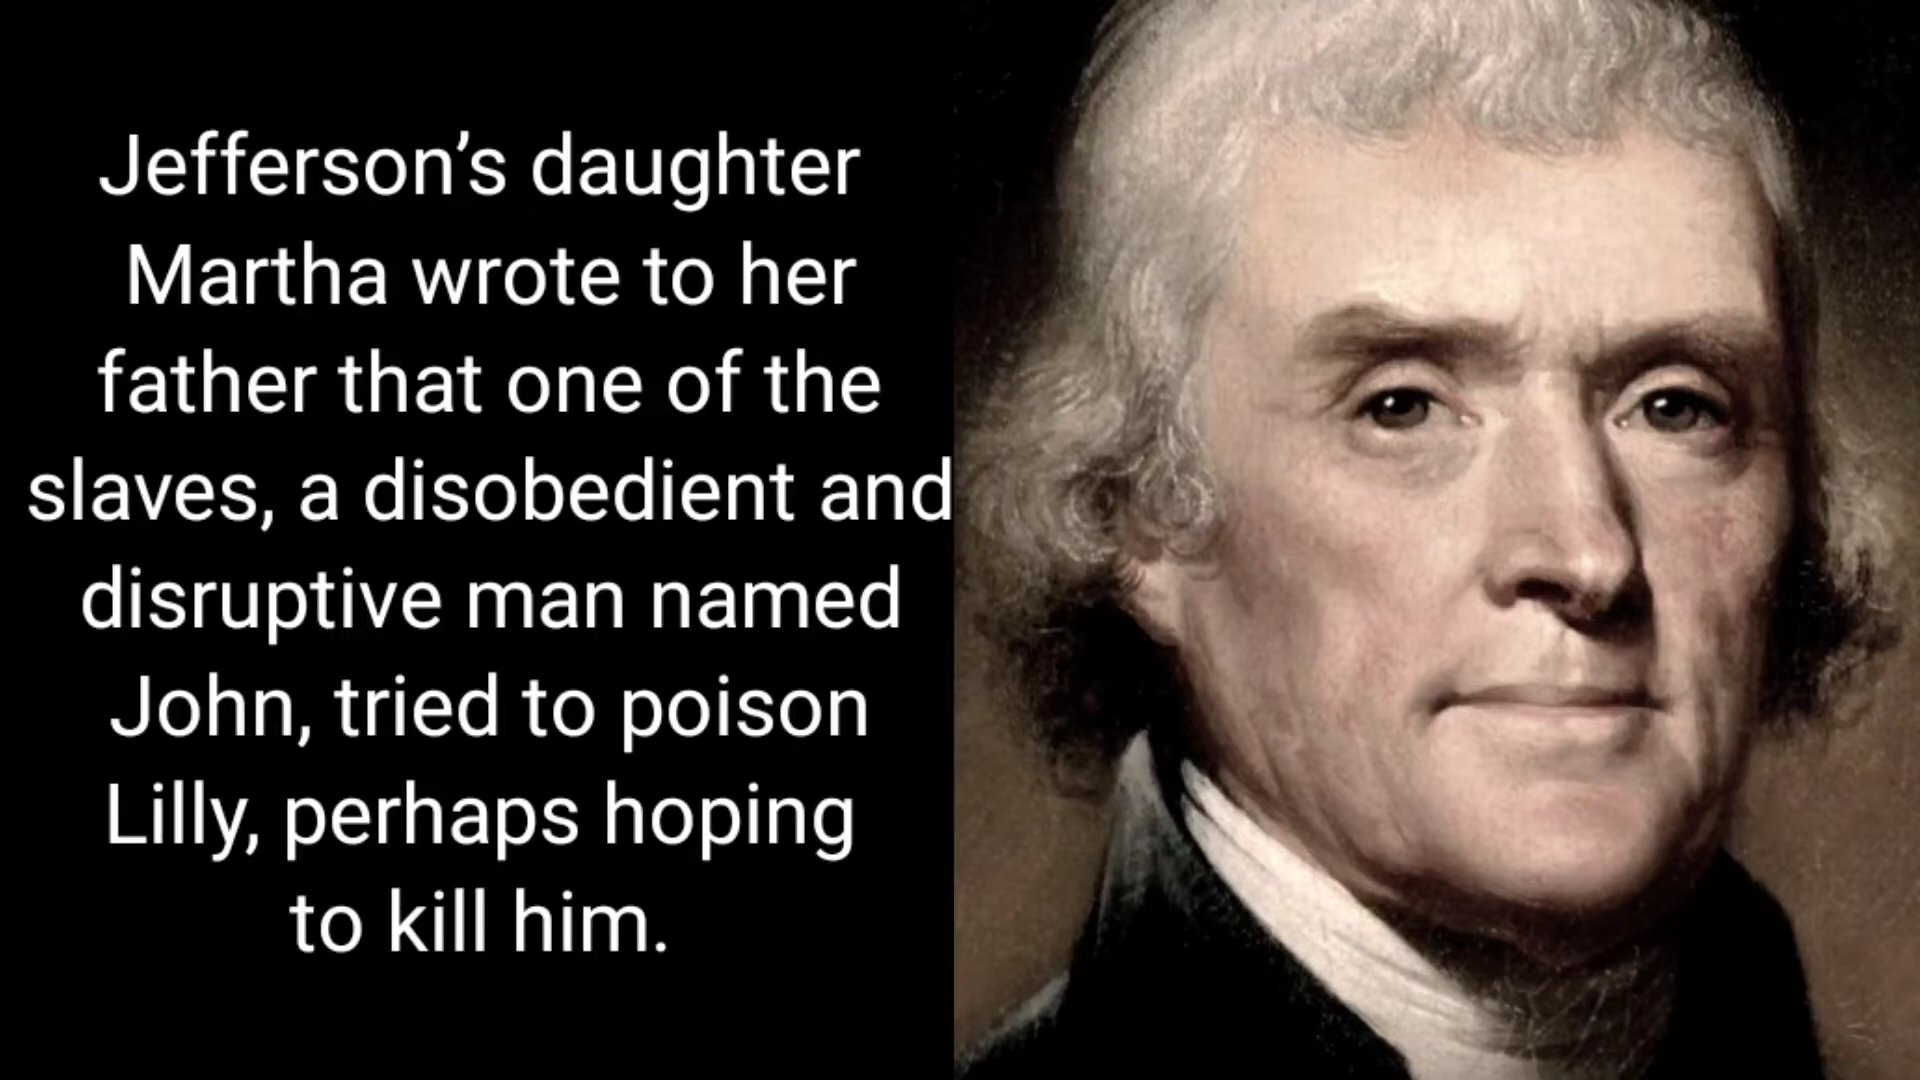 Jefferson’s daughter
Martha wrote to her
father that one of the
slaves, a disobedient and
disruptive man named
John, tried to poison
Lilly, perhaps hoping
to kill him.